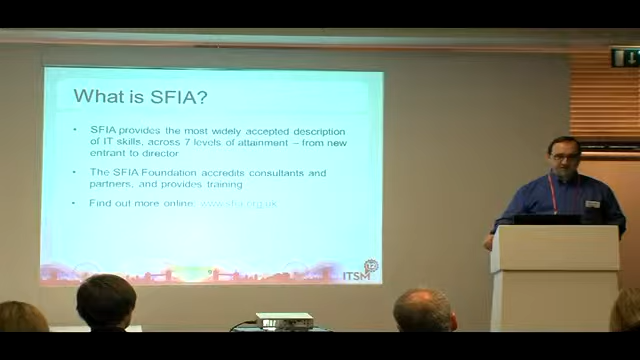 What is SFIA?
• SFIA provides the most widely accepted description
of IT skills, across 7 levels of attainment – from new
entrant to director
• The SFIA Foundation accredits consultants and
partners, and provides training
• Find out more online: www.sfia.org.uk
ITSM
12